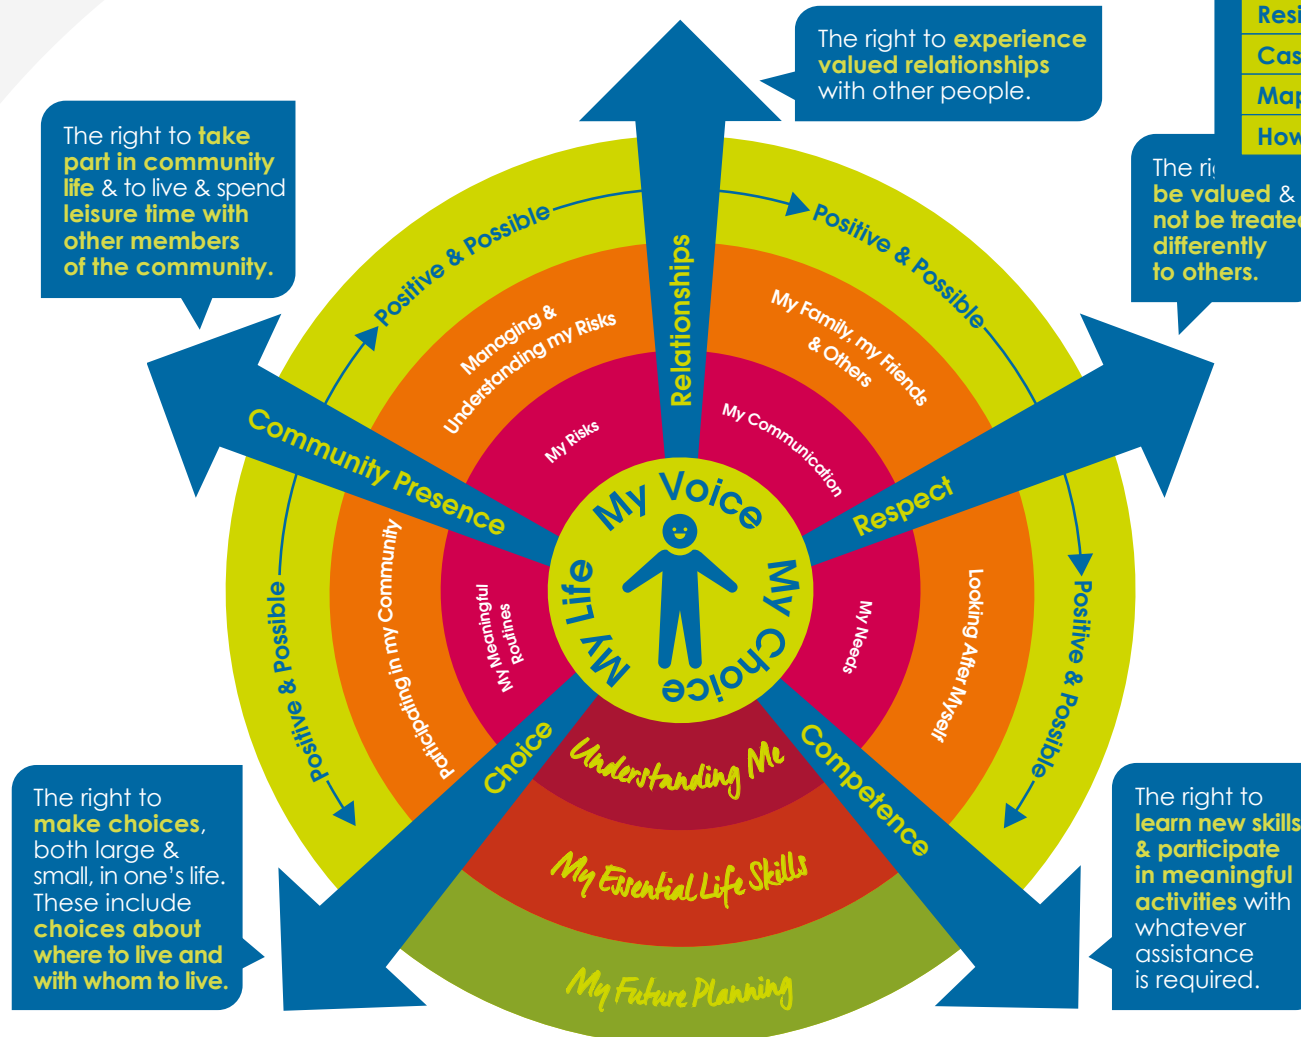 The right to experience
valued relationships
with other people.
The right to take
part in community
life & to live & spend
leisure time with
other members
of the community.
The
be valued &
not be treated
differently
to others.
Positive & Possible
Positive & Possible
Relationships
Managing &
Understanding my Risks
My Family, my Friends
& Others
My Risks
My Communication
Community Presence
Respect
My Voice
My Choice
My Life
Participating in my Community
My Meaningful
Routines
My Needs
Looking After Myself
Positive & Possible
Positive & Possible
Choice
Competence
Understanding Me
My Essential Life Skills
My Future Planning
The right to
make choices,
both large &
small, in one's life.
These include
choices about
where to live and
with whom to live.
The right to
learn new skills
& participate
in meaningful
activities with
whatever
assistance
is required.